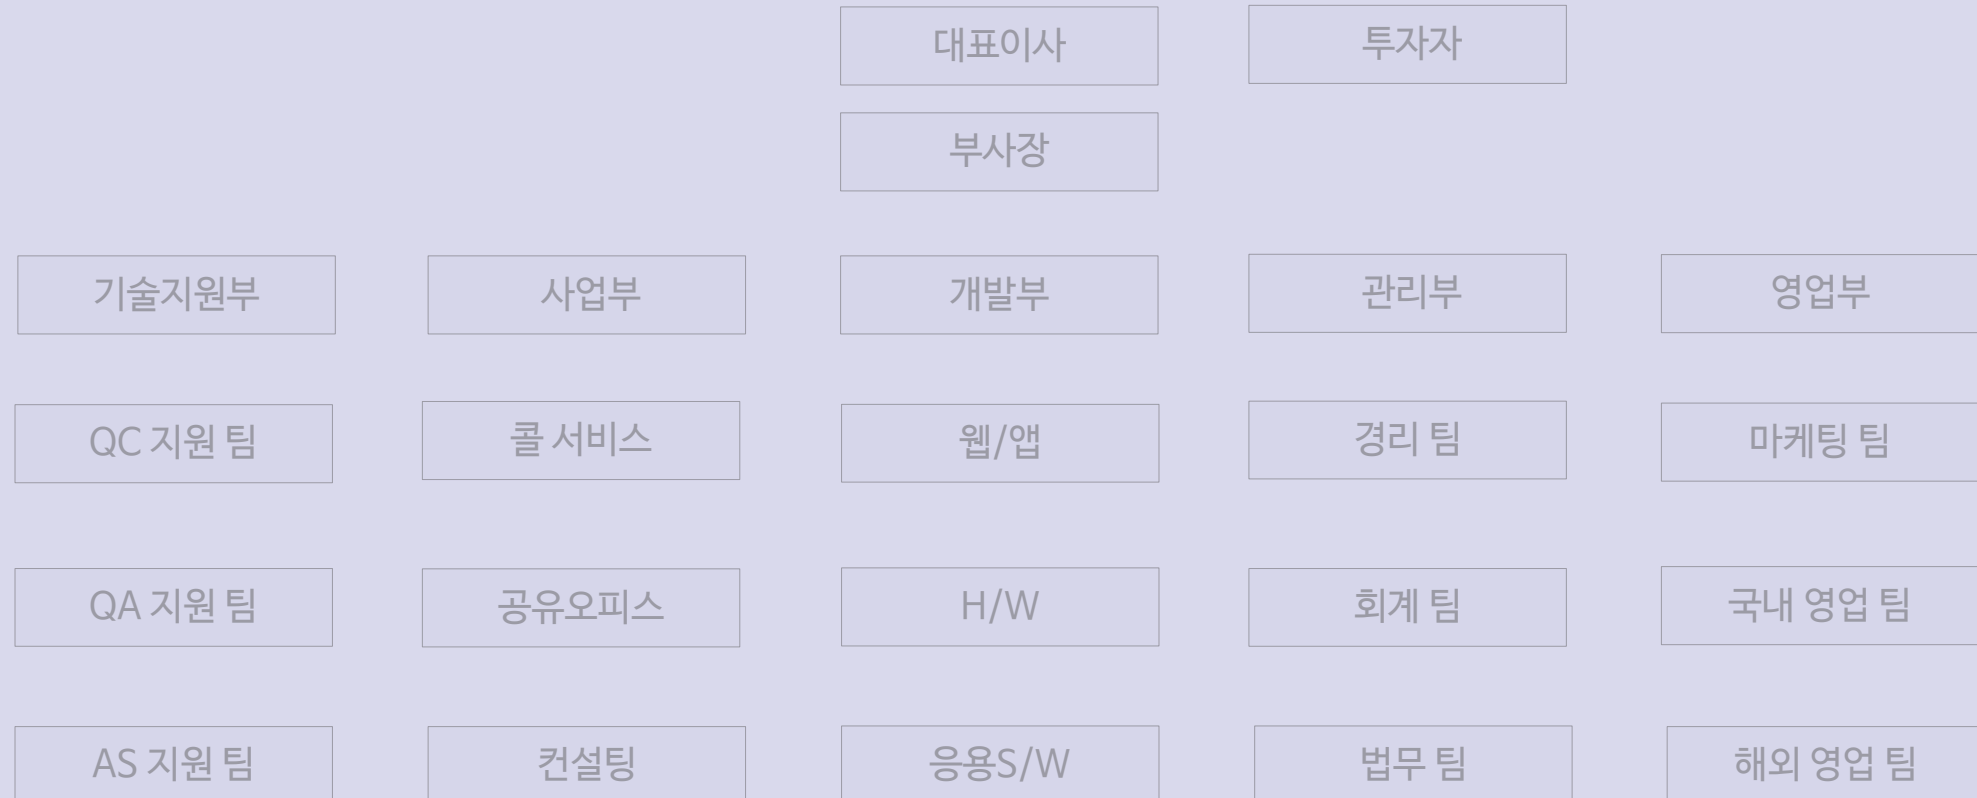 대표이사
투자자
부사장
기술지원부
사업부
개발부
관리부
영업부
QC 지원 팀
콜 서비스
웹/앱
경리 팀
마케팅 팀
QA 지원 팀
공유오피스
H/W
회계 팀
국내 영업 팀
AS 지원 팀
컨설팅
응용S/W
법무 팀
해외 영업 팀